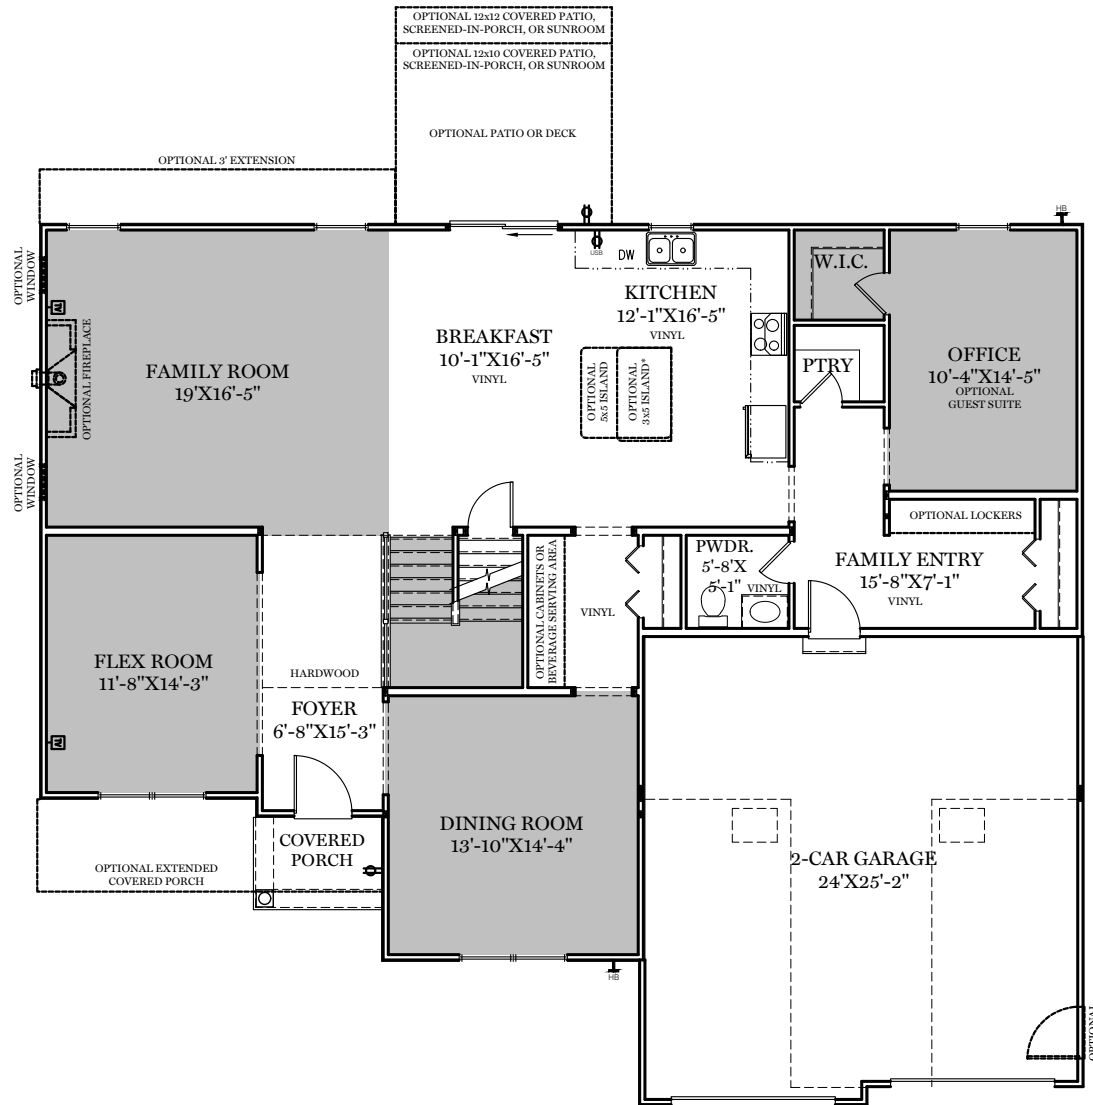 OPTIONAL 12x12 COVERED PATIO,
SCREENED-IN-PORCH, OR SUNROOM
OPTIONAL 12x10 COVERED PATIO,
SCREENED-IN-PORCH, OR SUNROOM
OPTIONAL PATIO OR DECK
OPTIONAL 3' EXTENSION
HB
USB
DW
OPTIONAL
WINDOW
TV
OPTIONAL FIREPLACE
OPTIONAL
WINDOW
FAMILY ROOM
19'X16'-5"
BREAKFAST
10'-1"X16'-5"
VINYL
KITCHEN
12'-1"X16'-5"
VINYL
OPTIONAL
5x5 ISLAND
OPTIONAL
3x5 ISLAND*
W.I.C.
PTRY
OFFICE
10'-4"X14'-5"
OPTIONAL
GUEST SUITE
OPTIONAL LOCKERS
FAMILY ENTRY
15'-8"X7'-1"
VINYL
PWDR.
5'-8"X
5'-1"
VINYL
OPTIONAL CABINETS OR
BEVERAGE SERVING AREA
VINYL
FLEX ROOM
11'-8"X14'-3"
TV
HARDWOOD
FOYER
6'-8"X15'-3"
COVERED
PORCH
OPTIONAL EXTENDED
COVERED PORCH
DINING ROOM
13'-10"X14'-4"
HB
2-CAR GARAGE
24'X25'-2"
OPTIONAL